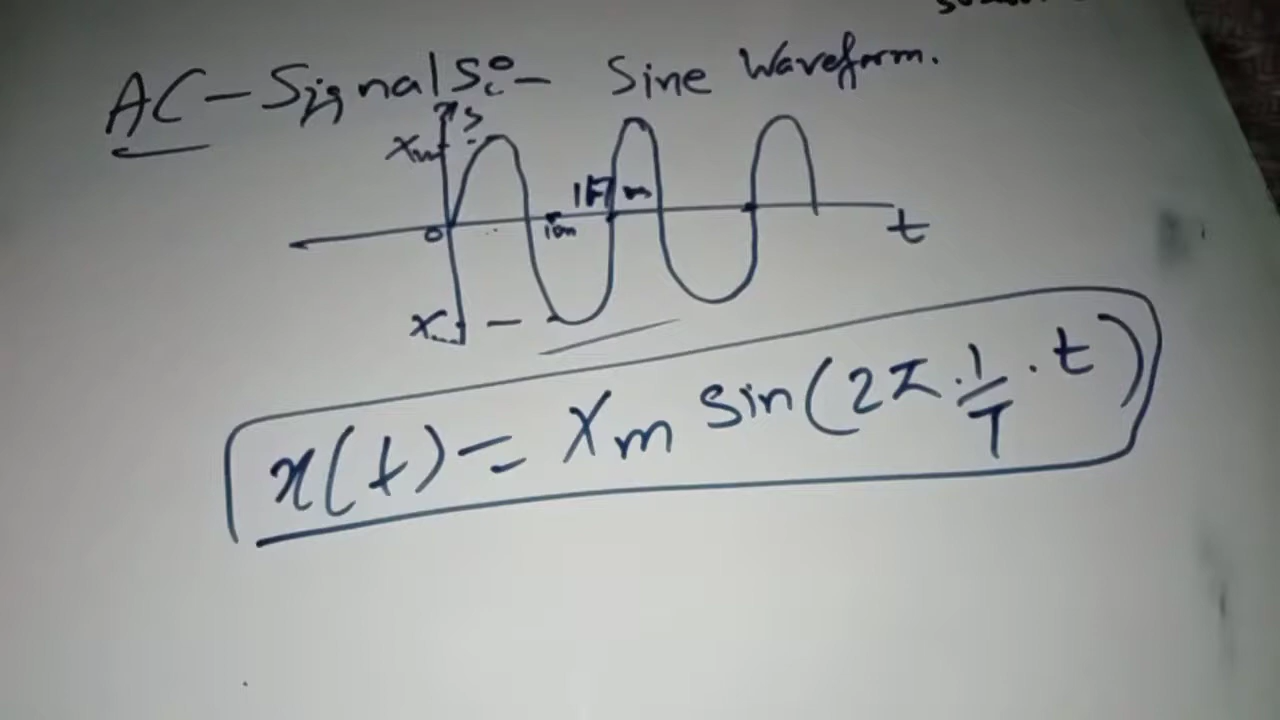 AC-Signals:- Sine Waveform.
Xm
0
t
x(t) = Xm sin(2π · 1/T · t)